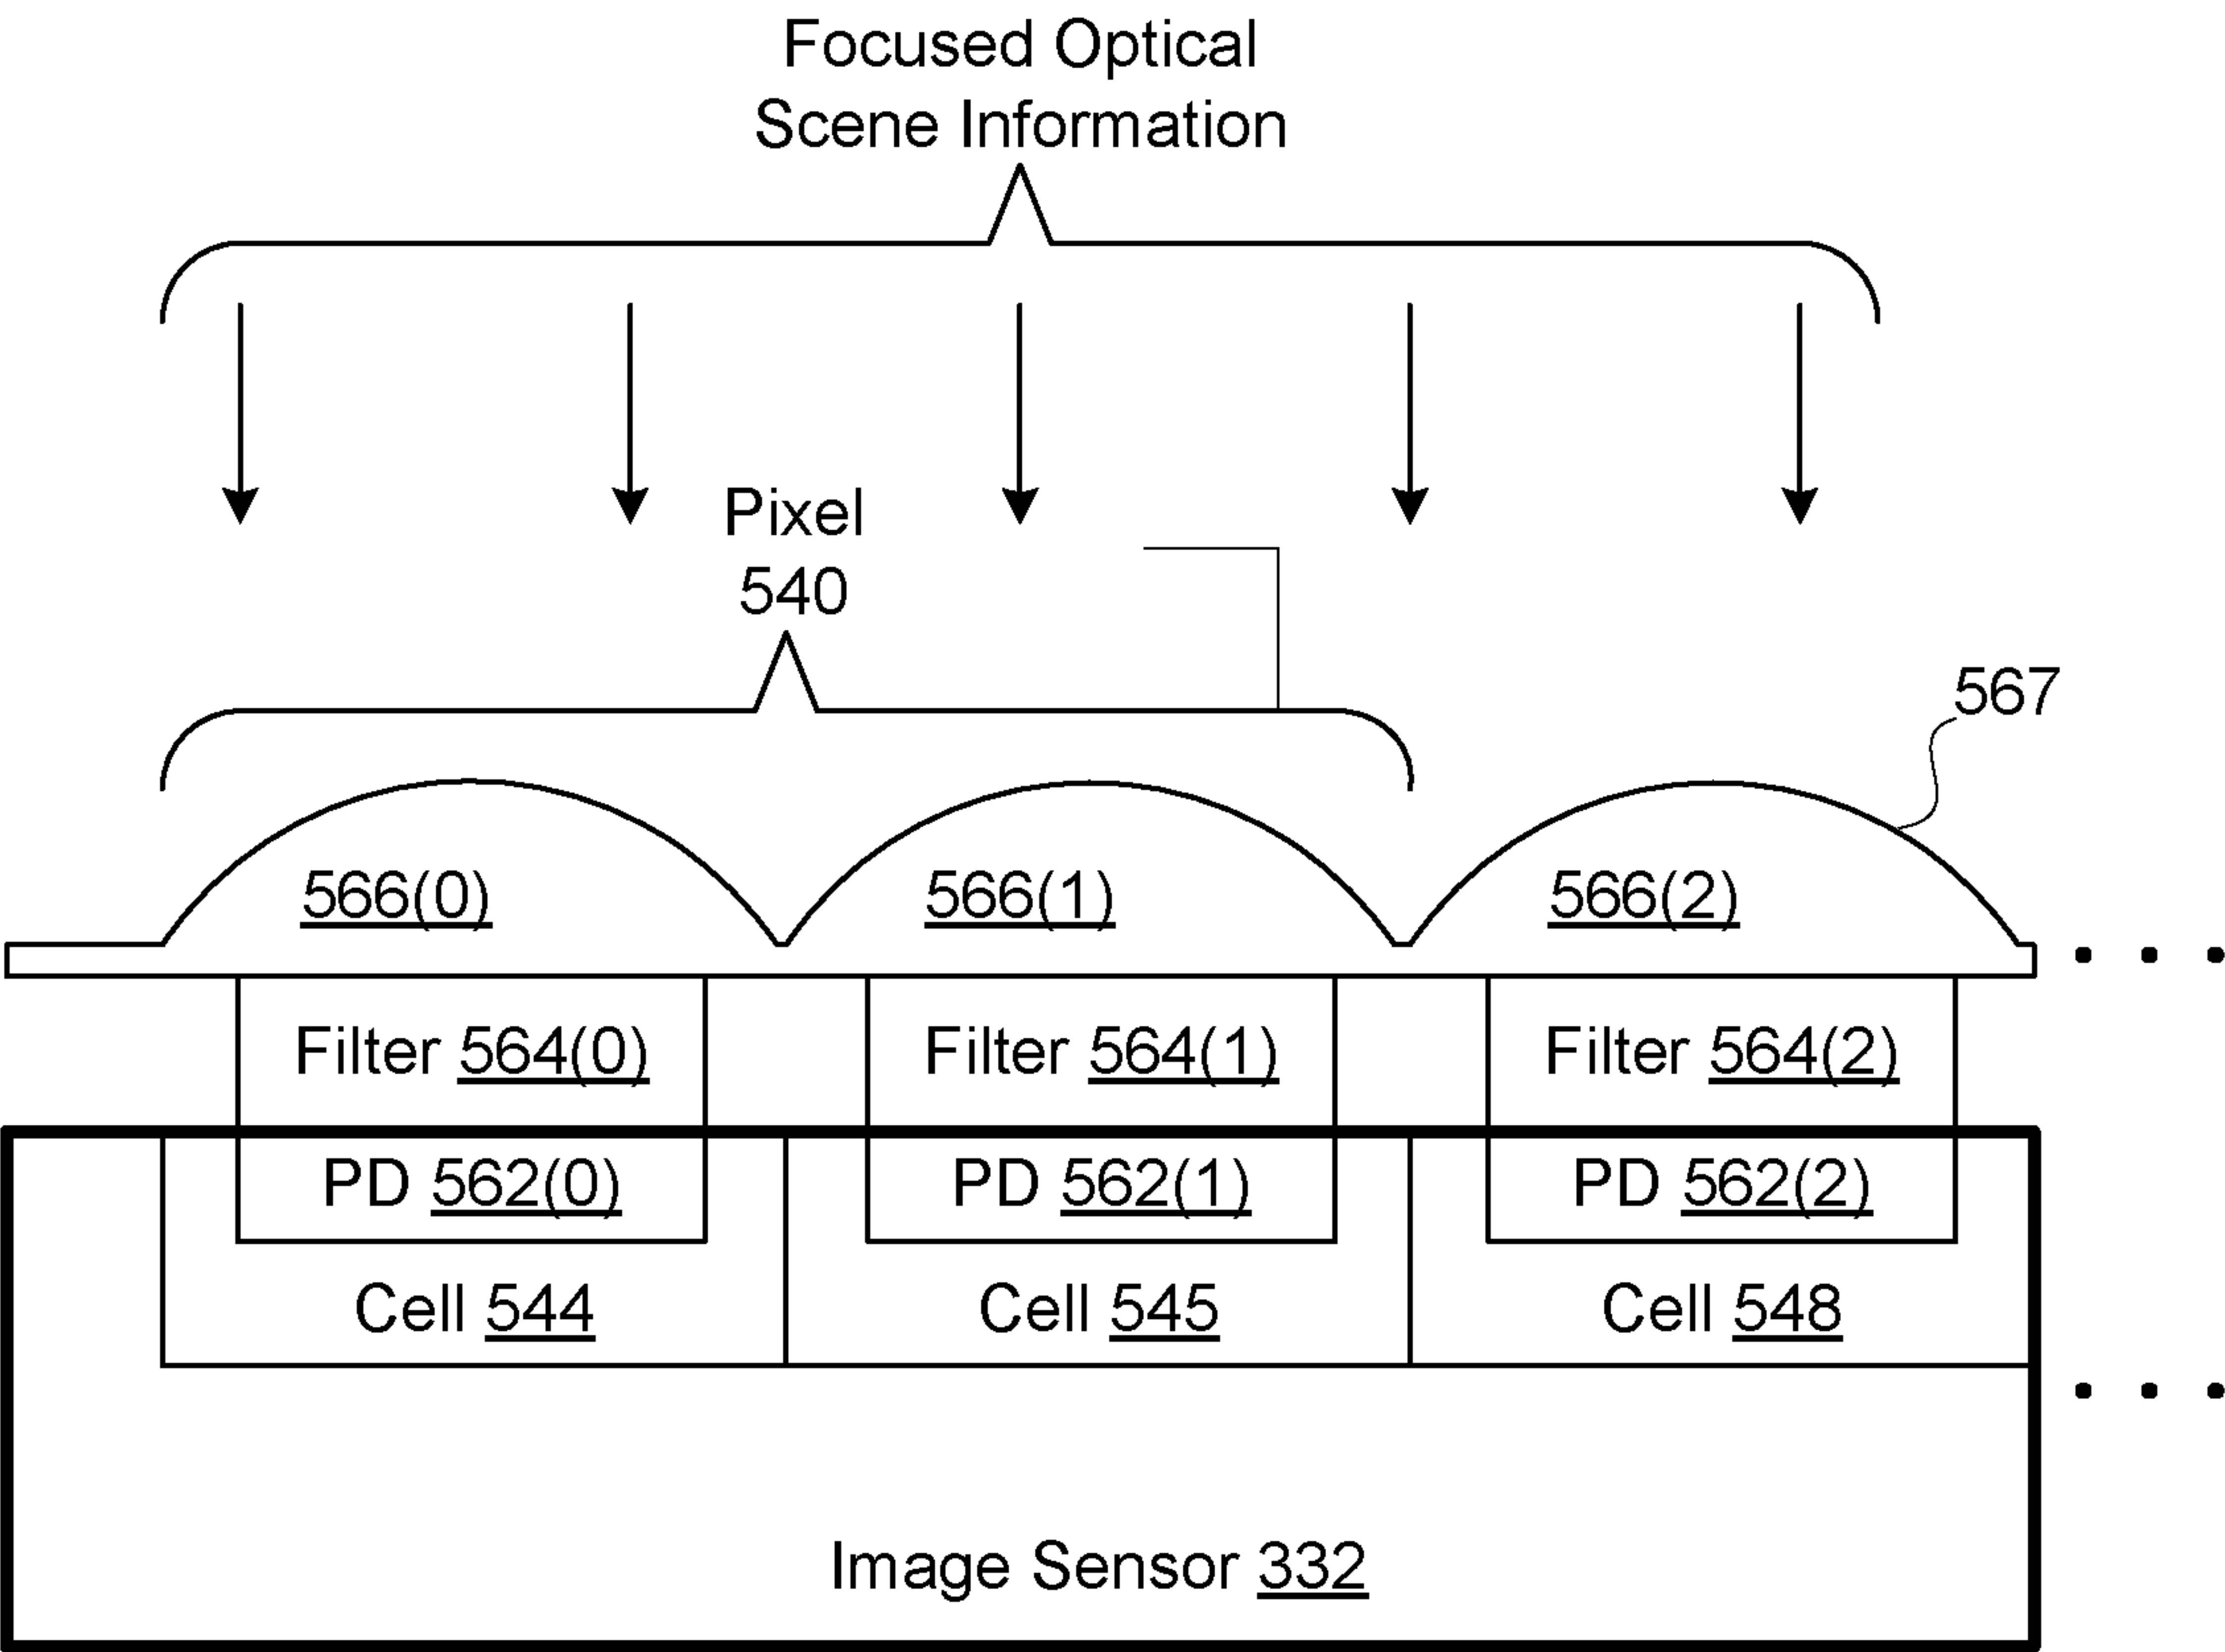 Focused Optical
Scene Information
Pixel
540
567
566(0) 566(1) 566(2)
Filter 564(0) Filter 564(1) Filter 564(2)
PD 562(0) PD 562(1) PD 562(2)
Cell 544 Cell 545 Cell 548
Image Sensor 332